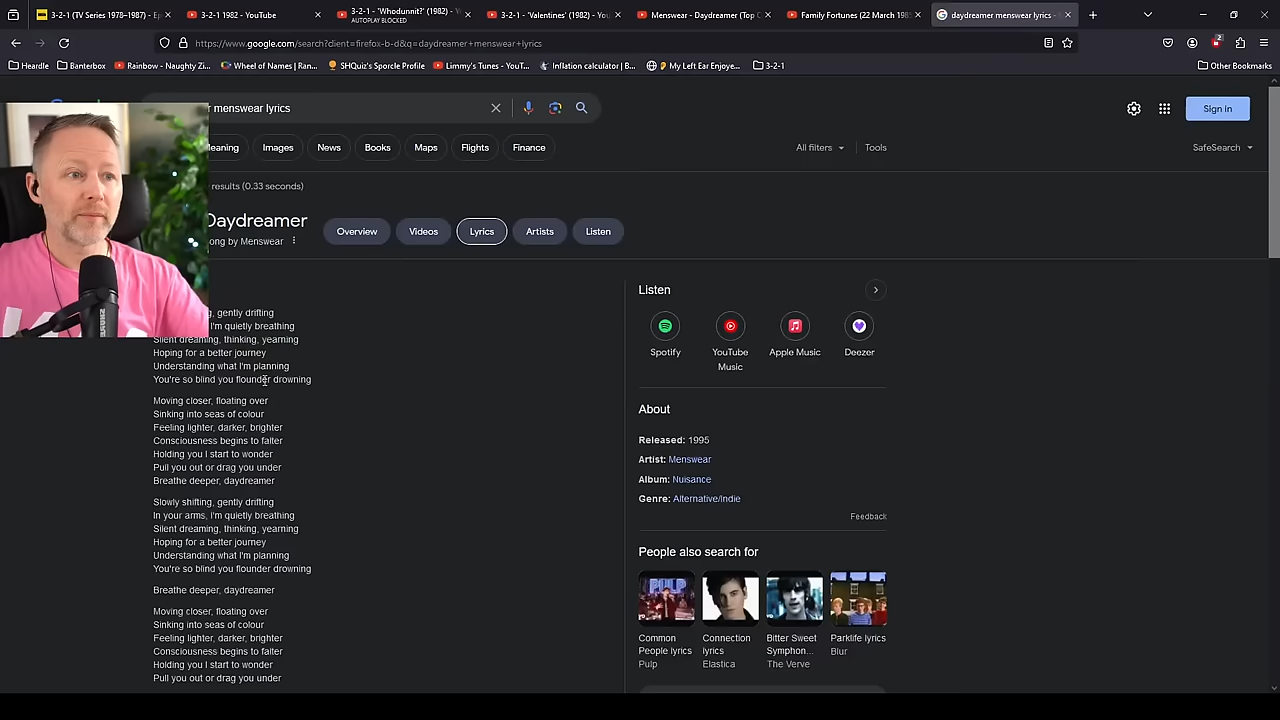 3-2-1 (TV Series 1978–1987) - Ep
3-2-1 1982 - YouTube
3-2-1 - 'Whodunnit?' (1982) - Y
AUTOPLAY BLOCKED
3-2-1 - 'Valentines' (1982) - Yo
Menswear - Daydreamer (Top
Family Fortunes (22 March 198
daydreamer menswear lyrics -
https://www.google.com/search?client=firefox-b-d&q=daydreamer+menswear+lyrics
Heardle
Banterbox
Rainbow - Naughty Zi...
Wheel of Names | Ran...
SHQuiz's Sporcle Profile
Limmy's Tunes - YouT...
Inflation calculator | B...
My Left Ear Enjoye...
3-2-1
Other Bookmarks
r menswear lyrics
Sign in
eaning
Images
News
Books
Maps
Flights
Finance
All filters
Tools
SafeSearch
results (0.33 seconds)
Daydreamer
ong by Menswear
Overview
Videos
Lyrics
Artists
Listen
g, gently drifting
I'm quietly breathing
Silent dreaming, thinking, yearning
Hoping for a better journey
Understanding what I'm planning
You're so blind you flounder drowning
Moving closer, floating over
Sinking into seas of colour
Feeling lighter, darker, brighter
Consciousness begins to falter
Holding you I start to wonder
Pull you out or drag you under
Breathe deeper, daydreamer
Slowly shifting, gently drifting
In your arms, I'm quietly breathing
Silent dreaming, thinking, yearning
Hoping for a better journey
Understanding what I'm planning
You're so blind you flounder drowning
Breathe deeper, daydreamer
Moving closer, floating over
Sinking into seas of colour
Feeling lighter, darker, brighter
Consciousness begins to falter
Holding you I start to wonder
Pull you out or drag you under
Listen
Spotify
YouTube
Music
Apple Music
Deezer
About
Released: 1995
Artist: Menswear
Album: Nuisance
Genre: Alternative/Indie
Feedback
People also search for
PULP
Common
People lyrics
Pulp
Connection
lyrics
Elastica
Bitter Sweet
Symphon...
The Verve
Parklife lyrics
Blur